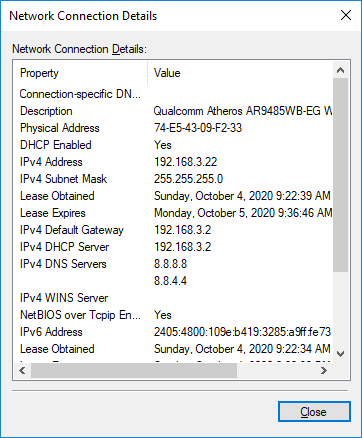 Network Connection Details
Network Connection Details:
Property Value
Connection-specific DN...
Description Qualcomm Atheros AR9485WB-EG W
Physical Address 74-E5-43-09-F2-33
DHCP Enabled Yes
IPv4 Address 192.168.3.22
IPv4 Subnet Mask 255.255.255.0
Lease Obtained Sunday, October 4, 2020 9:22:39 AM
Lease Expires Monday, October 5, 2020 9:36:46 AM
IPv4 Default Gateway 192.168.3.2
IPv4 DHCP Server 192.168.3.2
IPv4 DNS Servers 8.8.8.8
8.8.4.4
IPv4 WINS Server
NetBIOS over Tcpip En... Yes
IPv6 Address 2405:4800:109e:b419:3285:a9ff:fe73
Lease Obtained Sunday, October 4, 2020 9:22:34 AM
Close